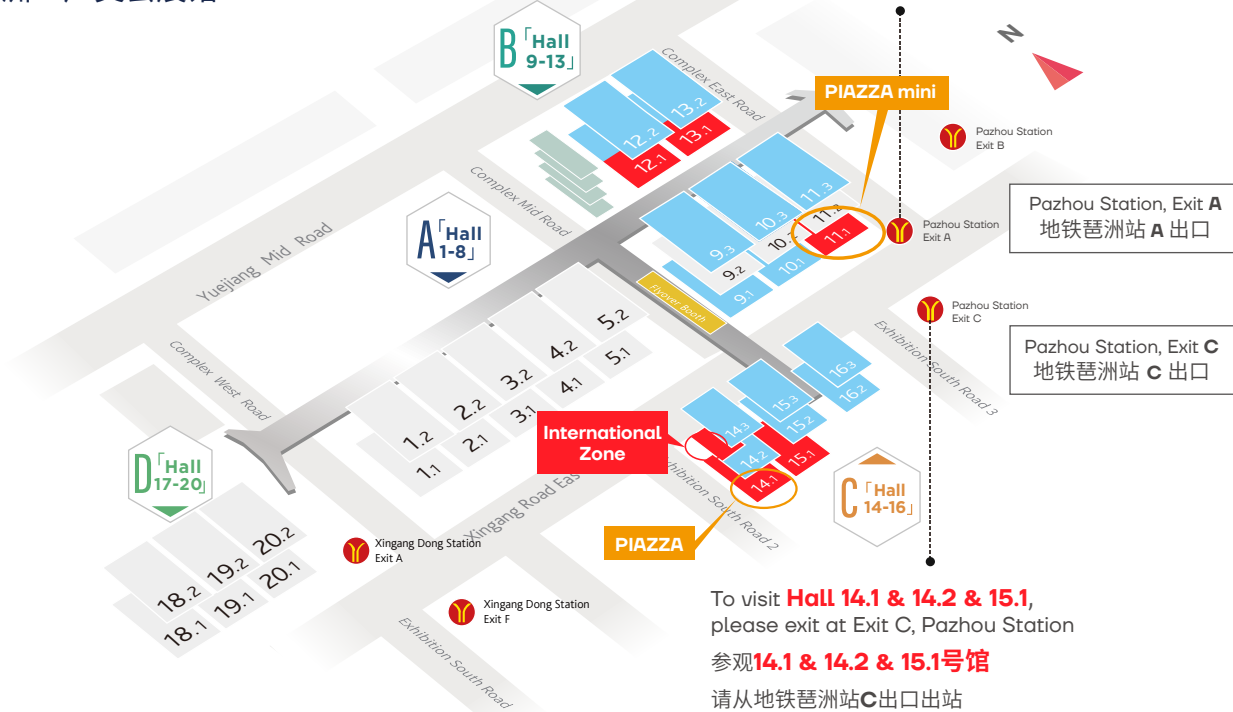 B「Hall
9-13」
Complex East Road
PIAZZA mini
N
Pazhou Station
Exit B
13.2
12.2
13.1
12.1
Complex Mid Road
Pazhou Station, Exit A
地铁琶洲站 A 出口
11.3
10.3
11.2
11.1
9.3
9.2
10.1
9.1
Pazhou Station
Exit A
A「Hall
1-8」
Yuejiang Mid Road
Flyover Booth
Pazhou Station
Exit C
Pazhou Station, Exit C
地铁琶洲站 C 出口
Exhibition South Road 3
5.2
4.2
5.1
3.2
4.1
2.2
3.1
1.2
2.1
1.1
Complex West Road
16.3
16.2
15.3
15.2
15.1
14.3
14.2
14.1
International
Zone
D「Hall
17-20」
C「Hall
14-16」
Xingang Road East
Exhibition South Road 2
PIAZZA
20.2
19.2
18.2
20.1
19.1
18.1
Xingang Dong Station
Exit A
Xingang Dong Station
Exit F
Exhibition South Road
To visit Hall 14.1 & 14.2 & 15.1,
please exit at Exit C, Pazhou Station
参观14.1 & 14.2 & 15.1号馆
请从地铁琶洲站C出口出站